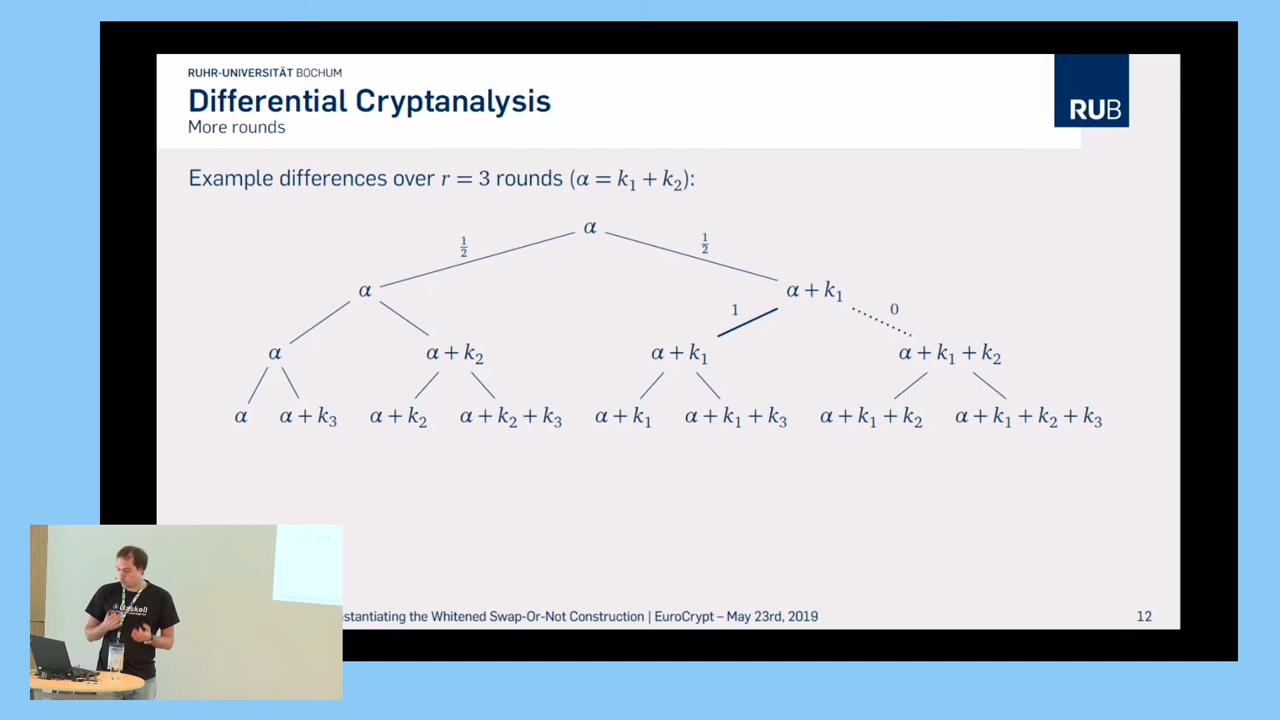 RUHR-UNIVERSITÄT BOCHUM
Differential Cryptanalysis
More rounds
RUB
Example differences over r = 3 rounds (α = k₁ + k₂):
α
1/2 1/2
α α + k₁
1 0
α α + k₂ α + k₁ α + k₁ + k₂
α α + k₃ α + k₂ α + k₂ + k₃ α + k₁ α + k₁ + k₃ α + k₁ + k₂ α + k₁ + k₂ + k₃
the Whitened Swap-Or-Not Construction | EuroCrypt – May 23rd, 2019 12